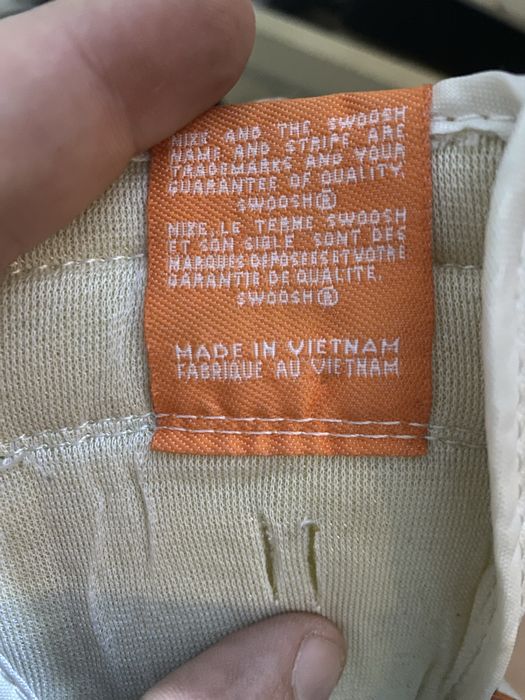 NIKE AND THE SWOOSH
NAME AND STRIPE ARE
TRADEMARKS AND YOUR
GUARANTEE OF QUALITY
SWOOSH®
NIKE, LE TERME SWOOSH
ET SON SIGLE SONT DES
MARQUES DEPOSEES ET VOTRE
GARANTIE DE QUALITE.
SWOOSH®
MADE IN VIETNAM
FABRIQUE AU VIETNAM